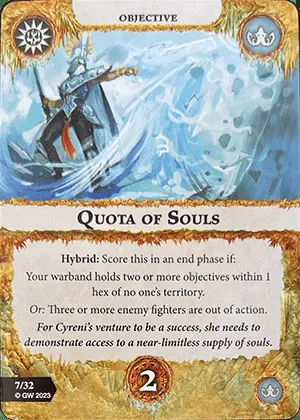 OBJECTIVE
QUOTA OF SOULS
Hybrid: Score this in an end phase if:
Your warband holds two or more objectives within 1
hex of no one's territory.
Or: Three or more enemy fighters are out of action.
For Cyreni's venture to be a success, she needs to
demonstrate access to a near-limitless supply of souls.
7/32
© GW 2023
2